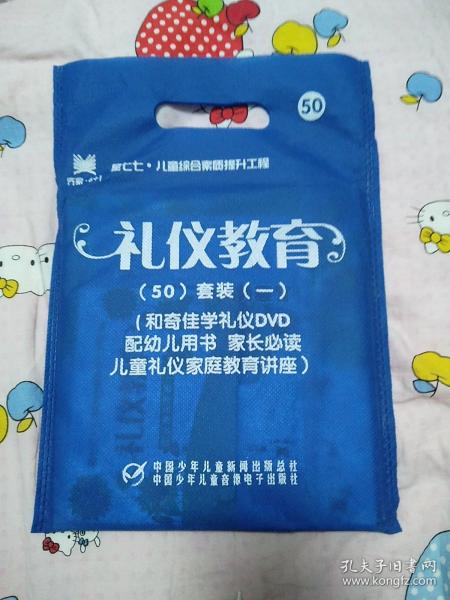 50
七七·儿童综合素质提升工程
礼仪教育
（50）套装（一）
（和奇佳学礼仪DVD
配幼儿用书 家长必读
儿童礼仪家庭教育讲座）
中国少年儿童新闻出版总社
中国少年儿童音像电子出版社
孔夫子旧书网
www.kongfz.com